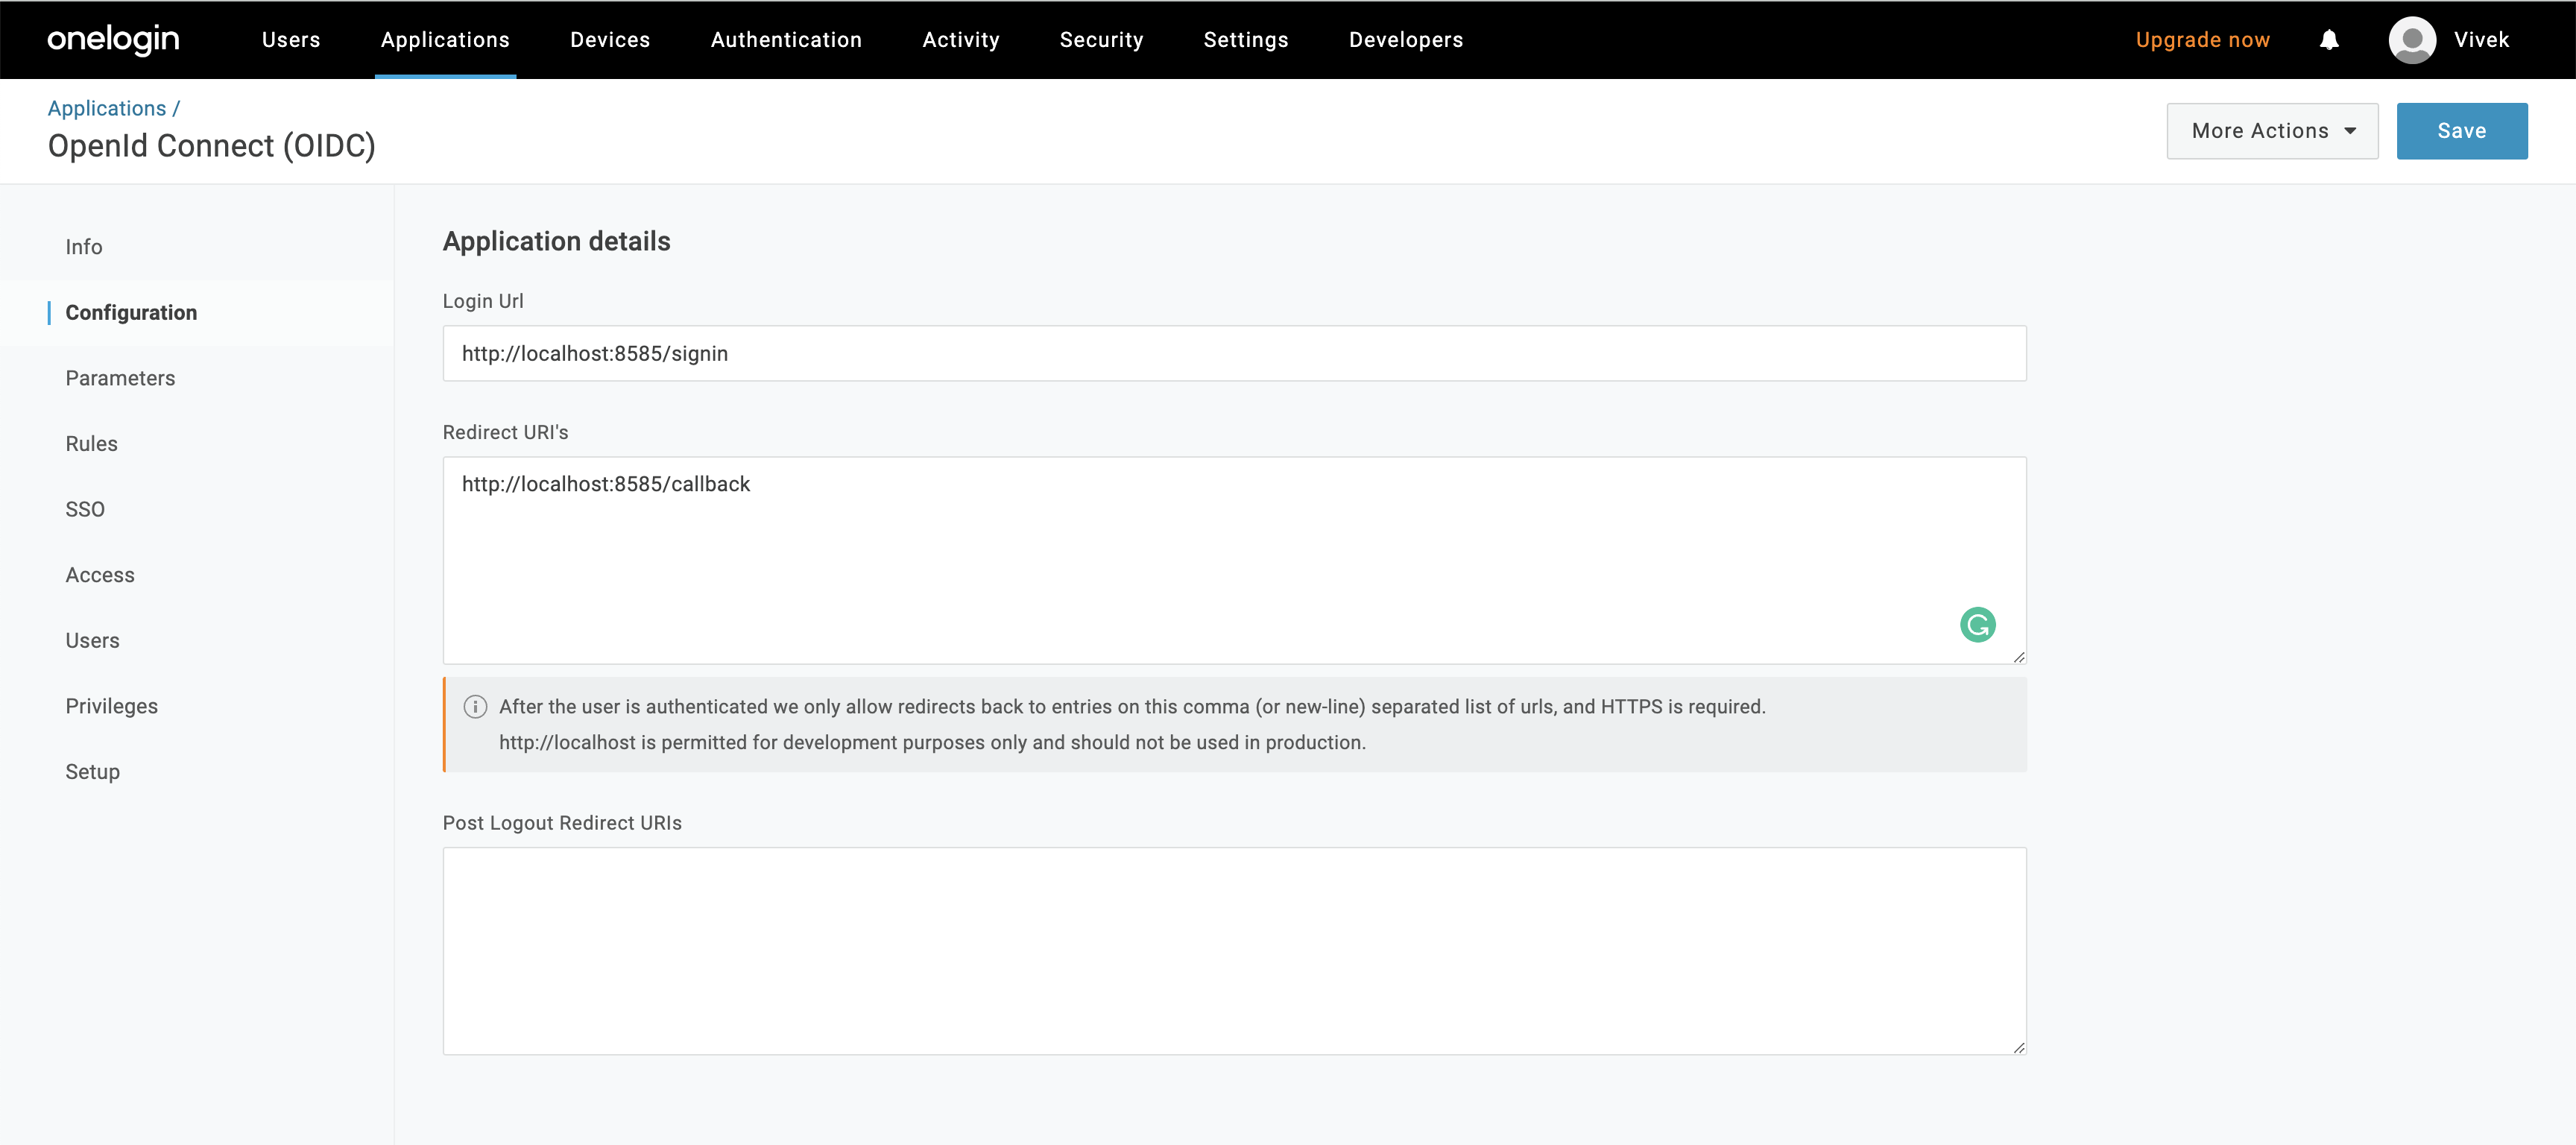 onelogin Users Applications Devices Authentication Activity Security Settings Developers Upgrade now Vivek
Applications /
OpenId Connect (OIDC)
More Actions Save
Info
Configuration
Parameters
Rules
SSO
Access
Users
Privileges
Setup
Application details
Login Url
http://localhost:8585/signin
Redirect URI's
http://localhost:8585/callback
After the user is authenticated we only allow redirects back to entries on this comma (or new-line) separated list of urls, and HTTPS is required.
http://localhost is permitted for development purposes only and should not be used in production.
Post Logout Redirect URIs